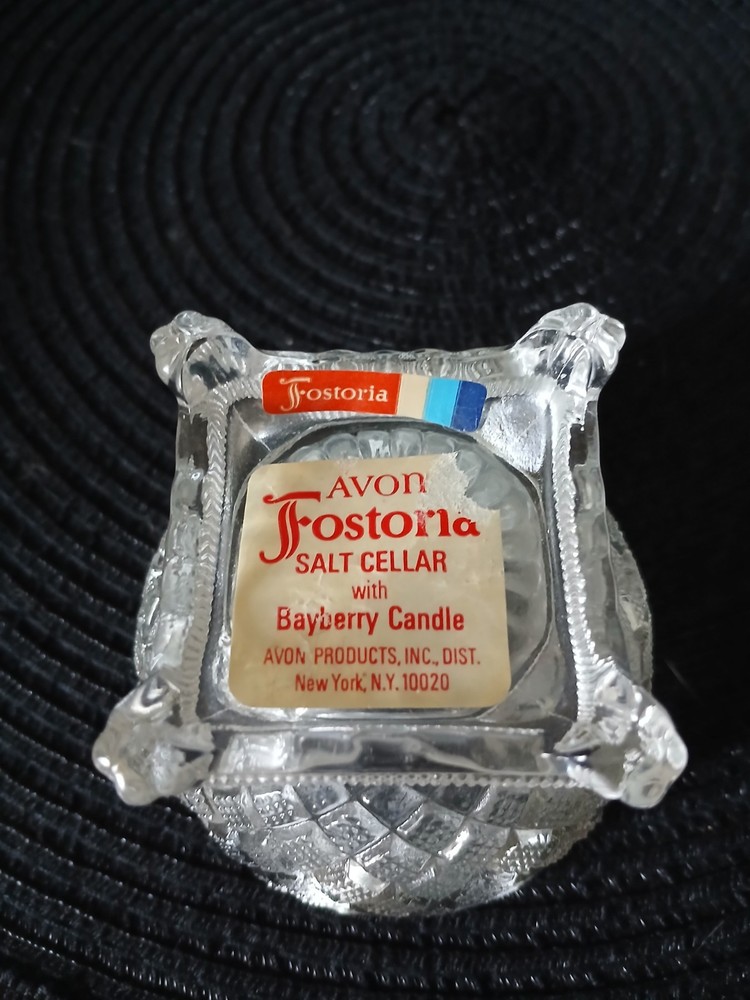 Fostoria
AVON
Fostoria
SALT CELLAR
with
Bayberry Candle
AVON PRODUCTS, INC., DIST.
New York, N.Y. 10020